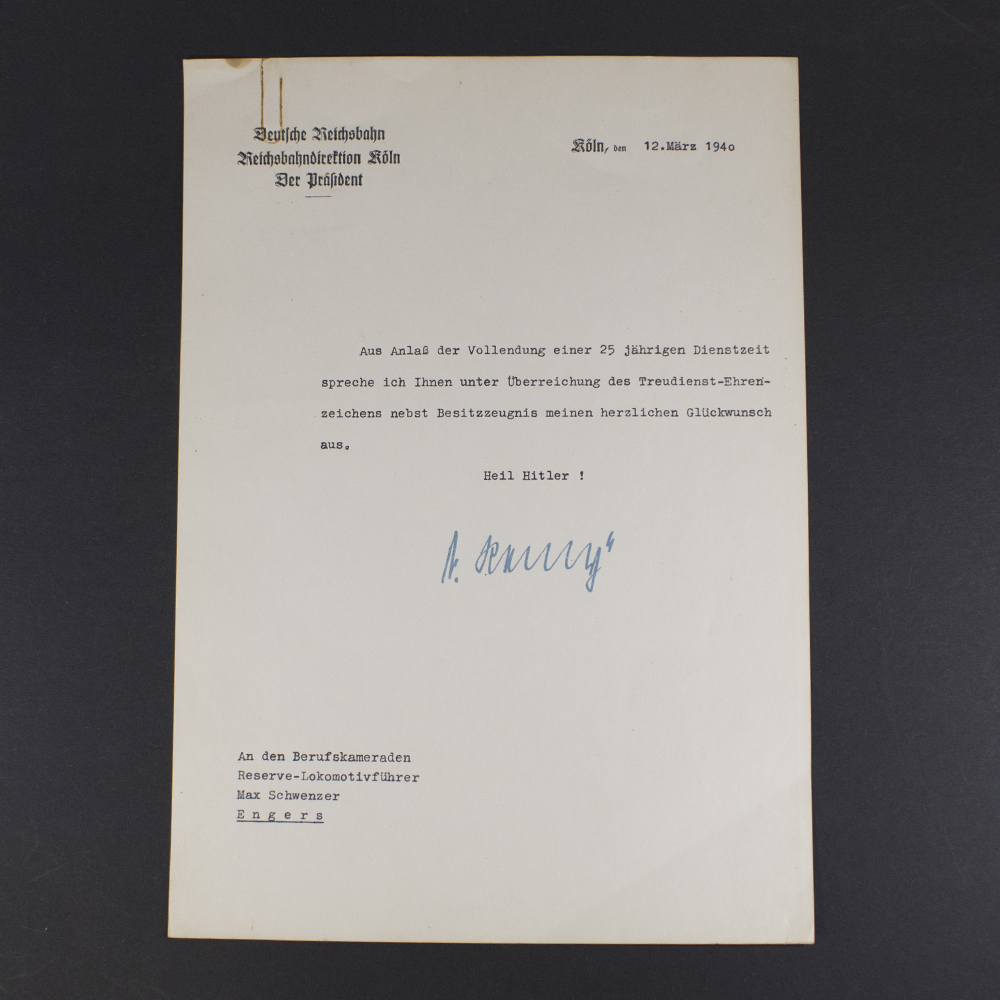 Deutsche Reichsbahn
Reichsbahndirektion Köln
Der Präsident
Köln, den 12.März 1940
Aus Anlaß der Vollendung einer 25 jährigen Dienstzeit
spreche ich Ihnen unter Überreichung des Treudienst-Ehren-
zeichens nebst Besitzzeugnis meinen herzlichen Glückwunsch
aus.
Heil Hitler !
An den Berufskameraden
Reserve-Lokomotivführer
Max Schwenzer
E n g e r s